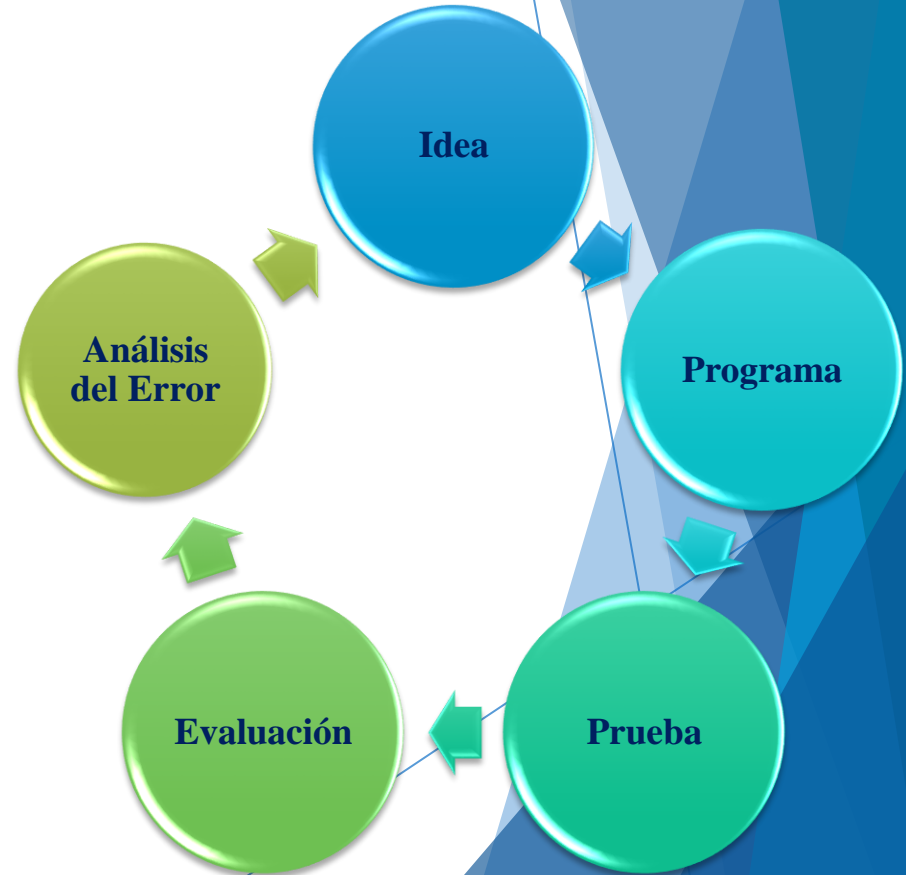 Idea
Programa
Prueba
Evaluación
Análisis
del Error